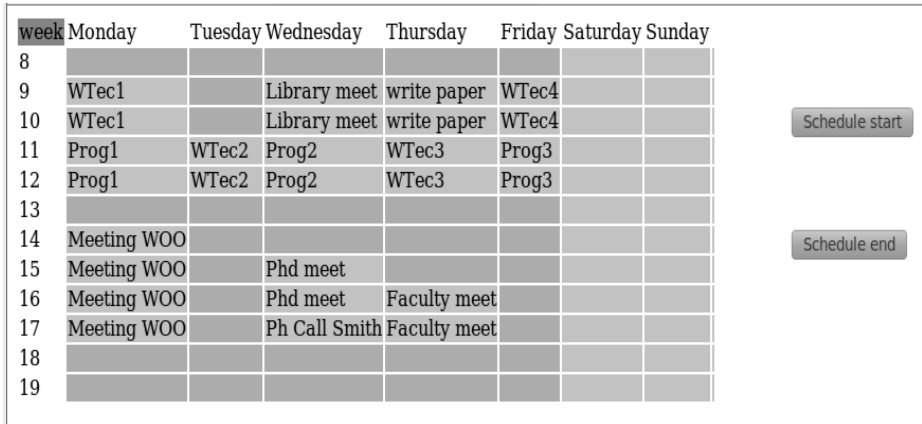 week Monday Tuesday Wednesday Thursday Friday Saturday Sunday
8
9 WTec1 Library meet write paper WTec4
10 WTec1 Library meet write paper WTec4
Schedule start
11 Prog1 WTec2 Prog2 WTec3 Prog3
12 Prog1 WTec2 Prog2 WTec3 Prog3
13
14 Meeting WOO
Schedule end
15 Meeting WOO Phd meet
16 Meeting WOO Phd meet Faculty meet
17 Meeting WOO Ph Call Smith Faculty meet
18
19